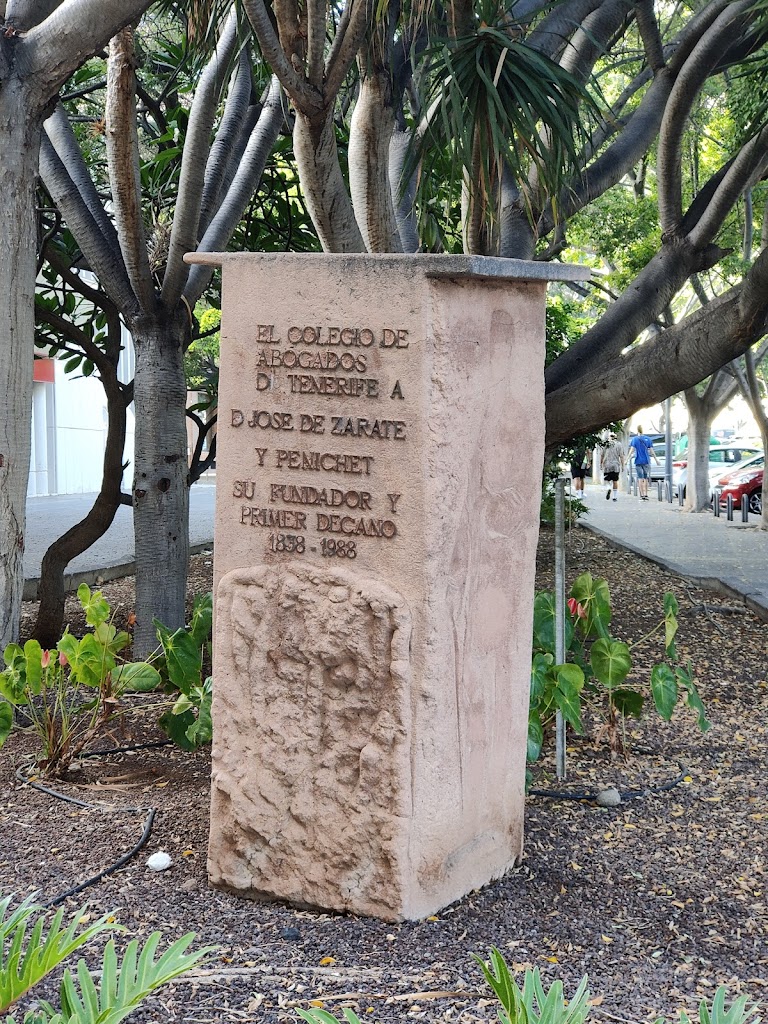 EL COLEGIO DE
ABOGADOS
DE TENERIFE A
D JOSE DE ZARATE
Y PENICHET
SU FUNDADOR Y
PRIMER DECANO
1838-1988